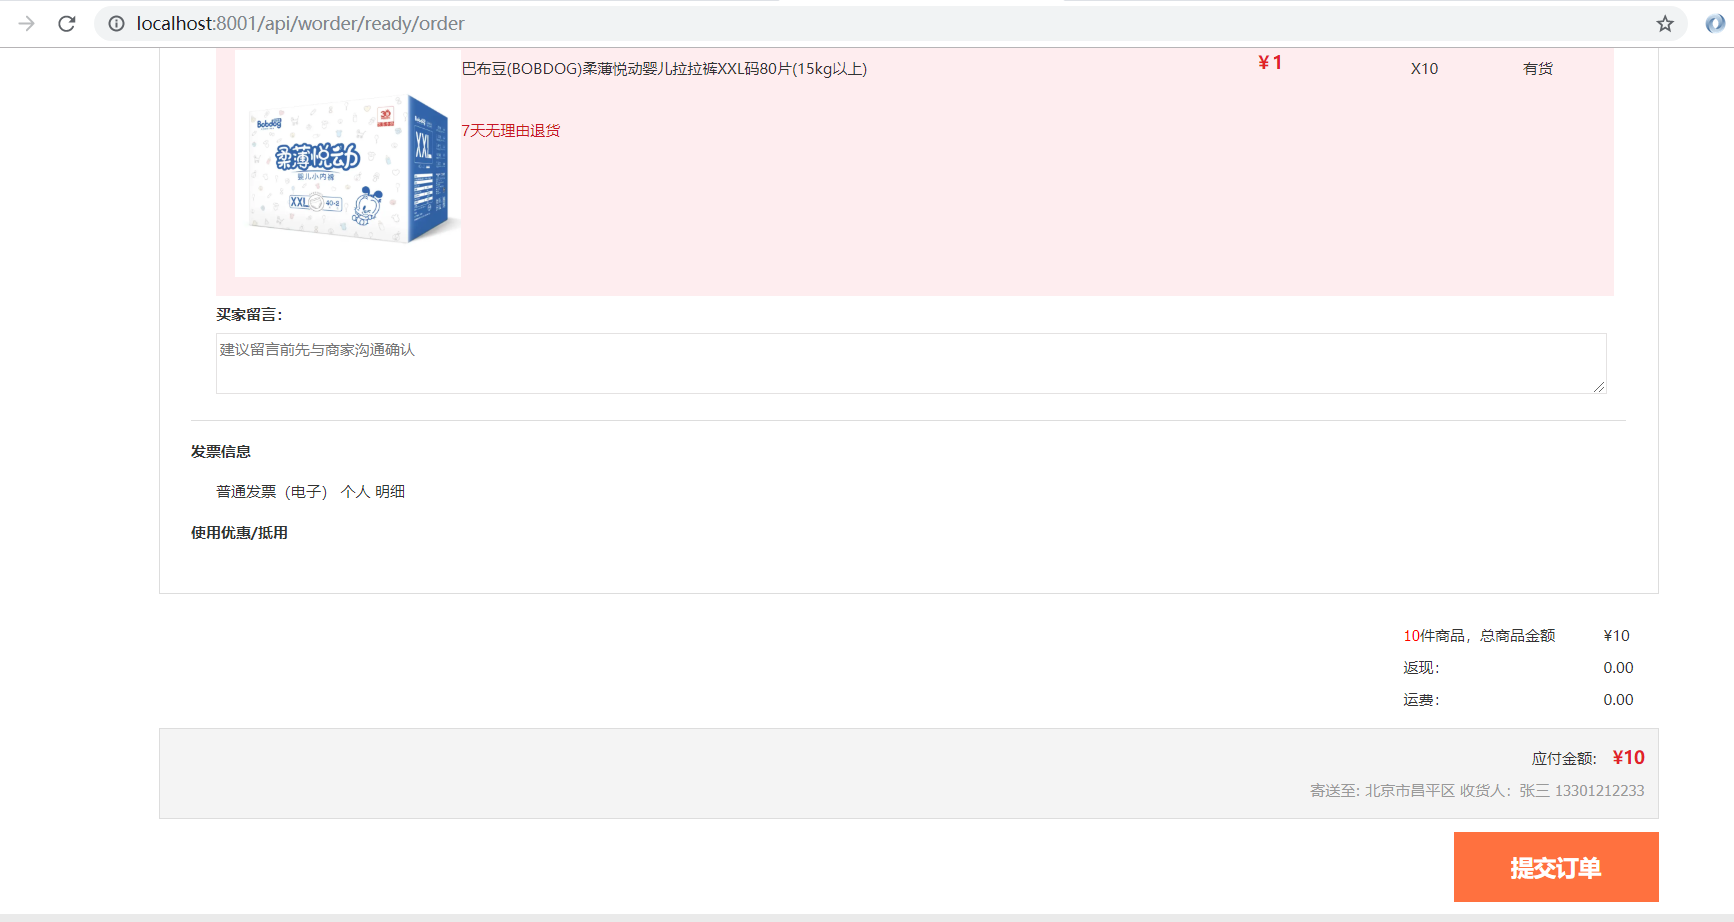 localhost:8001/api/worder/ready/order
巴布豆(BOBDOG)柔薄悦动婴儿拉拉裤XXL码80片(15kg以上)
¥ 1
X10
有货
7天无理由退货
Bobdog
30
柔薄悦动
婴儿小内裤
XXL
XXL
买家留言：
建议留言前先与商家沟通确认
发票信息
普通发票（电子） 个人 明细
使用优惠/抵用
10件商品，总商品金额 ¥10
返现： 0.00
运费： 0.00
应付金额: ¥10
寄送至: 北京市昌平区 收货人：张三 13301212233
提交订单